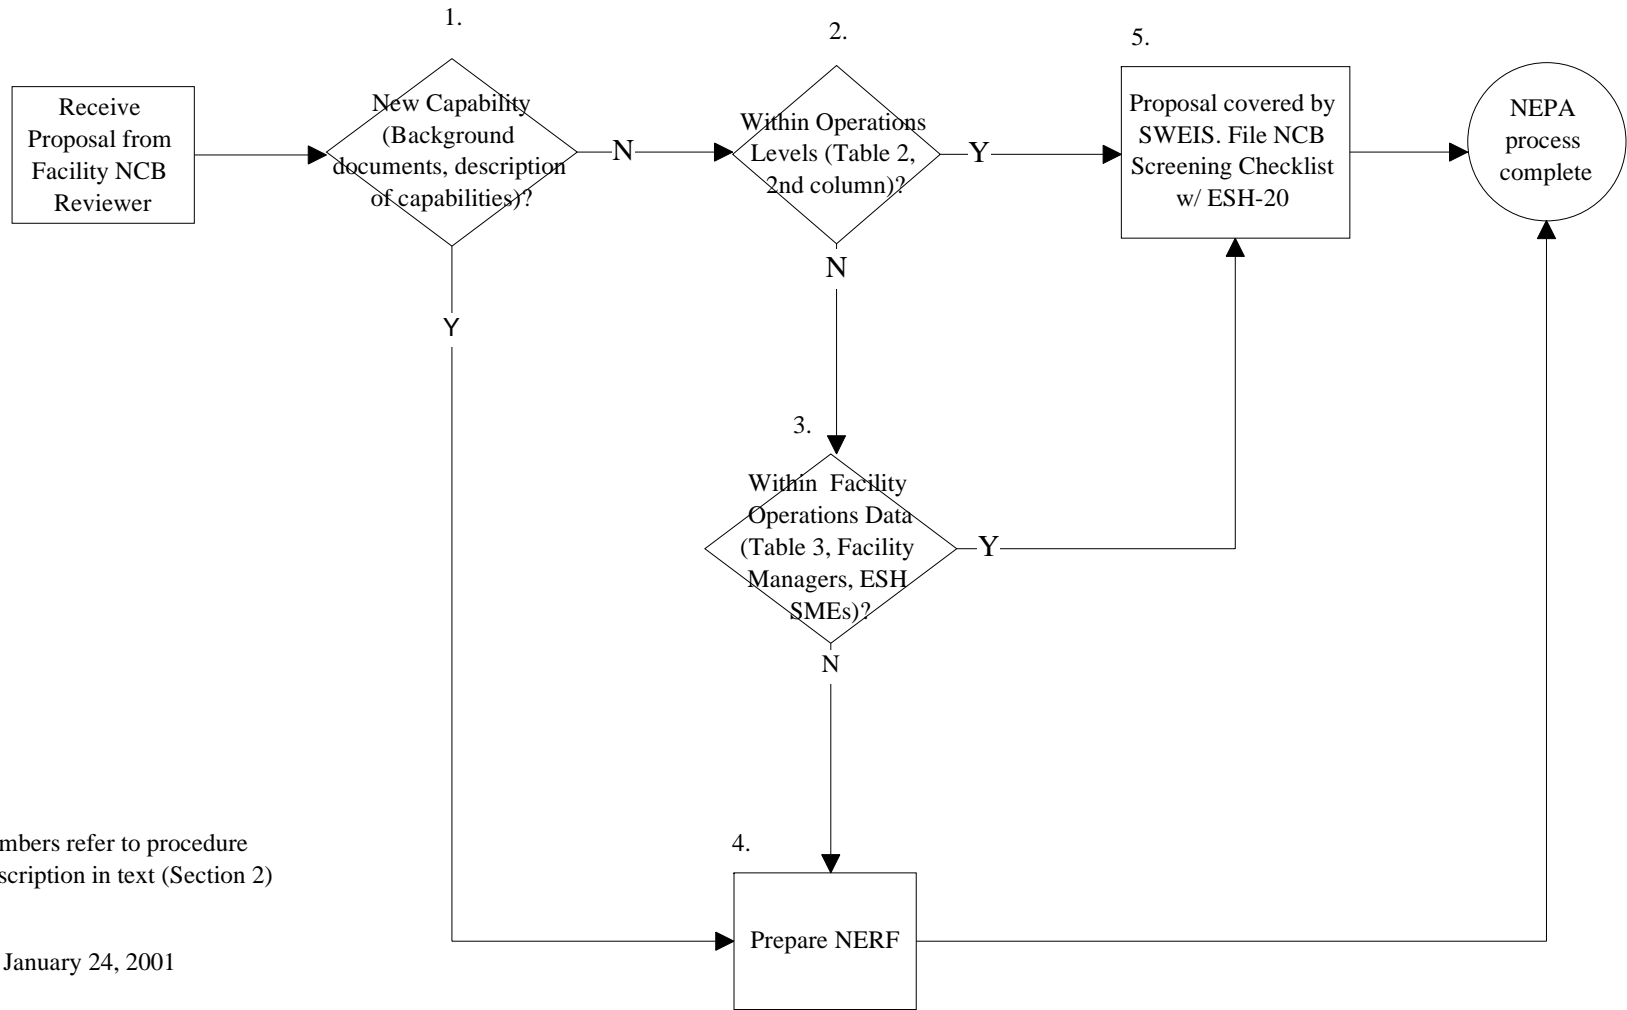 1.
2.
5.
Receive
Proposal from
Facility NCB
Reviewer
New Capability
(Background
documents, description
of capabilities)?
N
Within Operations
Levels (Table 2,
2nd column)?
Y
Proposal covered by
SWEIS. File NCB
Screening Checklist
w/ ESH-20
NEPA
process
complete
N
Y
3.
Within Facility
Operations Data
(Table 3, Facility
Managers, ESH
SMEs)?
Y
N
4.
Prepare NERF
mbers refer to procedure
scription in text (Section 2)
January 24, 2001